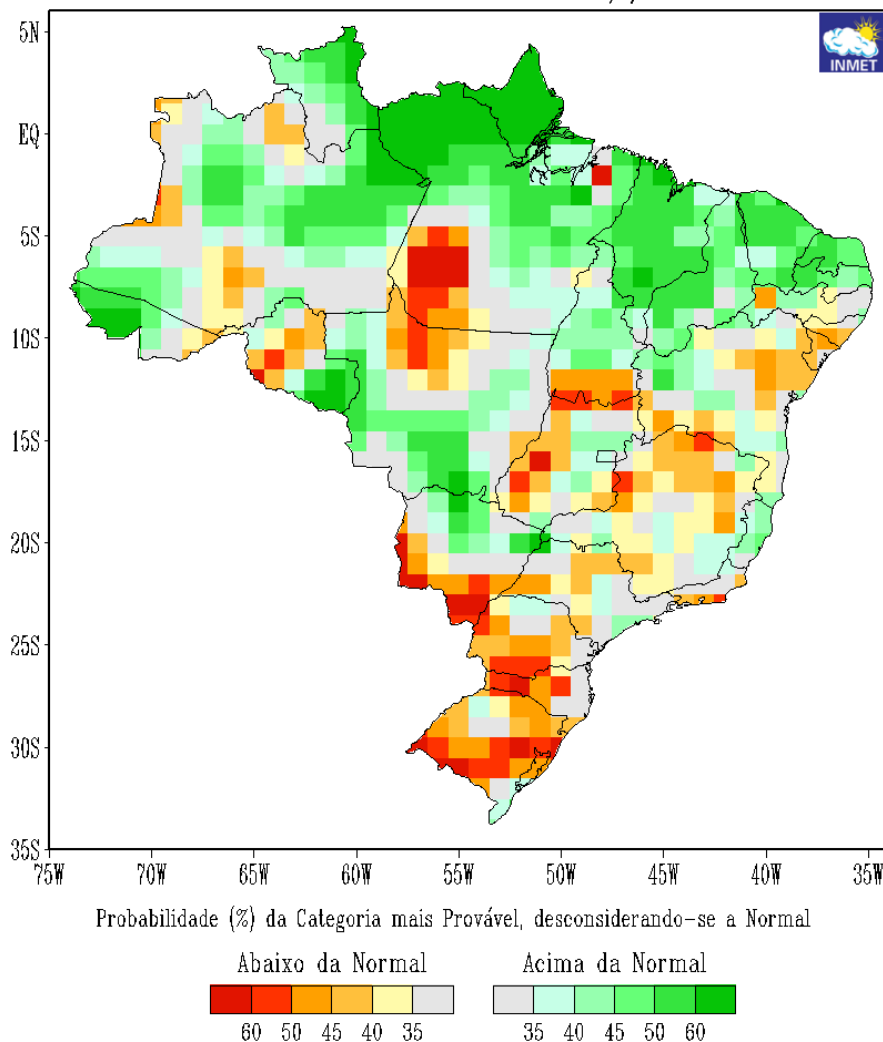 INMET
5N
EQ
5S
10S
15S
20S
25S
30S
35S
75W 70W 65W 60W 55W 50W 45W 40W 35W
Probabilidade (%) da Categoria mais Provável, desconsiderando-se a Normal
Abaixo da Normal Acima da Normal
60 50 45 40 35 35 40 45 50 60